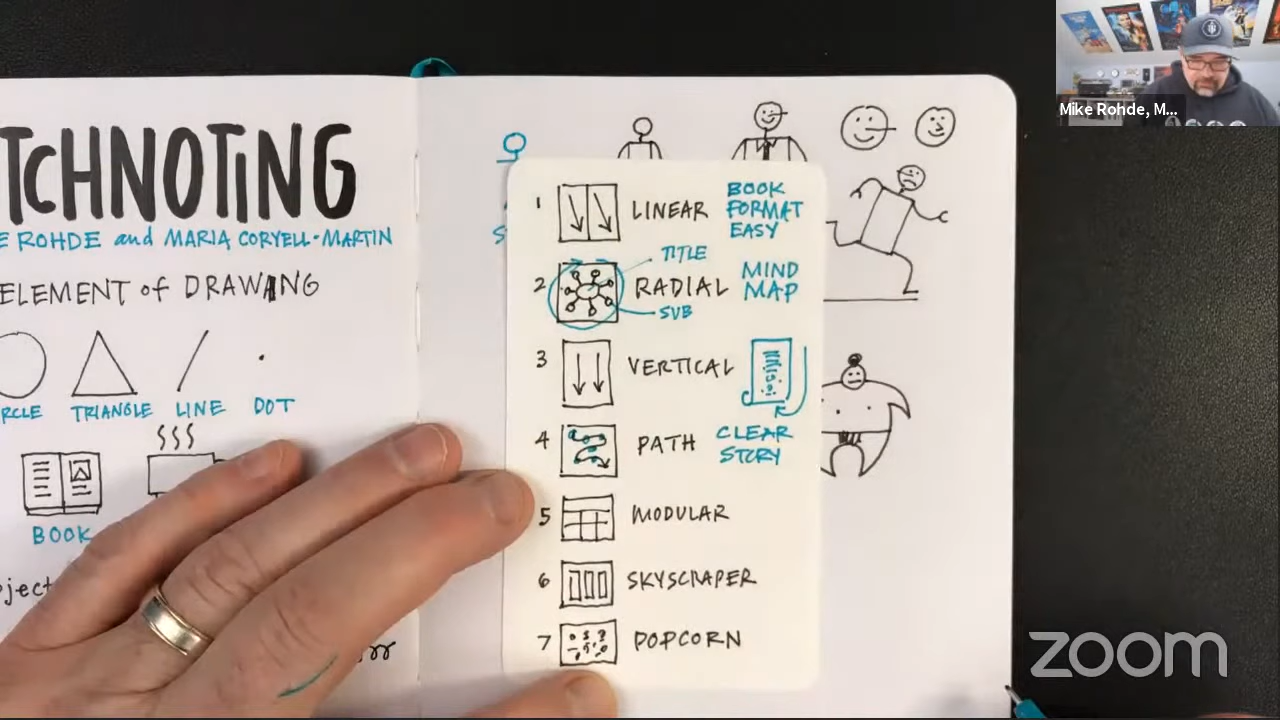 TCHNOTING
E ROHDE and MARIA CORYELL-MARTIN
ELEMENT of DRAWING
RCLE
TRIANGLE
LINE
DOT
BOOK
oject
1 LINEAR
BOOK
FORMAT
EASY
TITLE
2 RADIAL
MIND
MAP
SUB
3 VERTICAL
4 PATH
CLEAR
STORY
5 MODULAR
6 SKYSCRAPER
7 POPCORN
Mike Rohde, M...
zoom